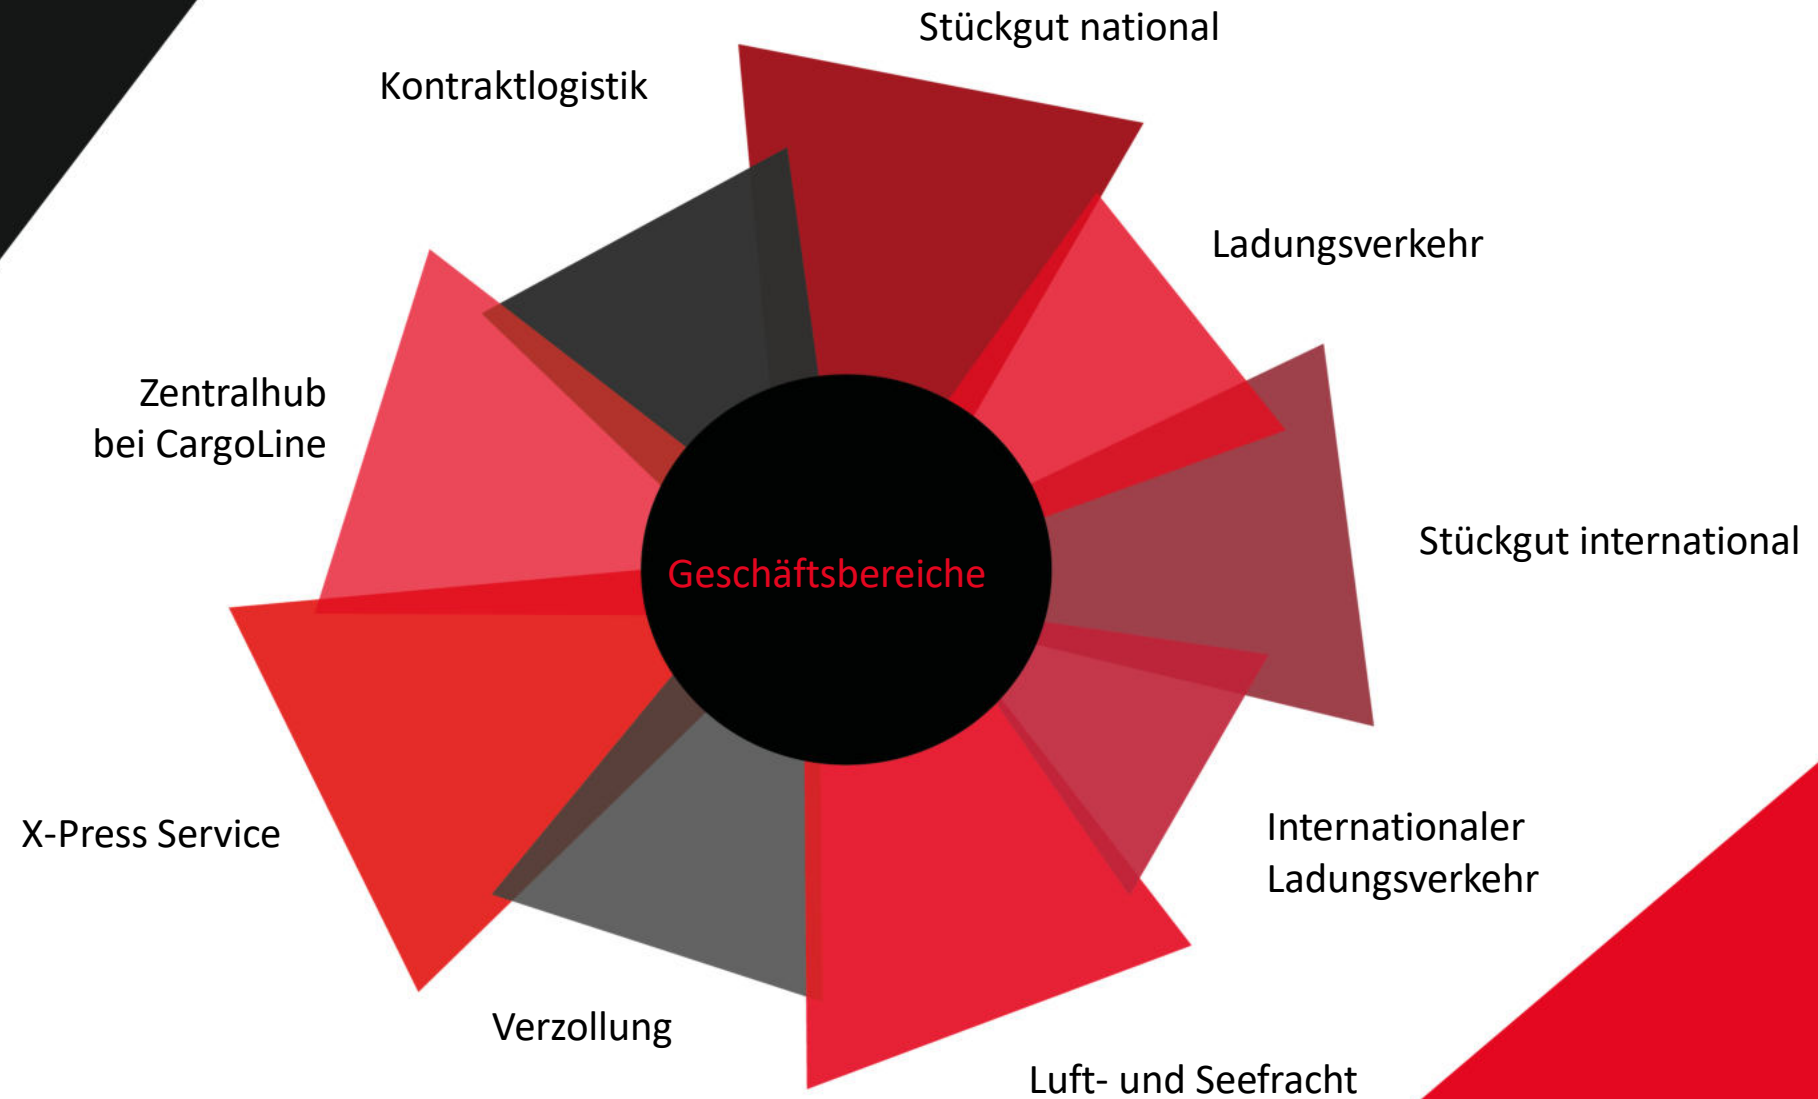 Stückgut national
Kontraktlogistik
Ladungsverkehr
Zentralhub
bei CargoLine
Stückgut international
Geschäftsbereiche
X-Press Service
Internationaler
Ladungsverkehr
Verzollung
Luft- und Seefracht